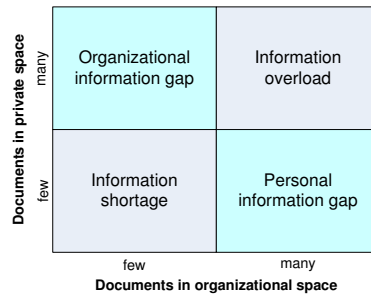 Documents in private space
many
few
Organizational
information gap
Information
overload
Information
shortage
Personal
information gap
few
many
Documents in organizational space